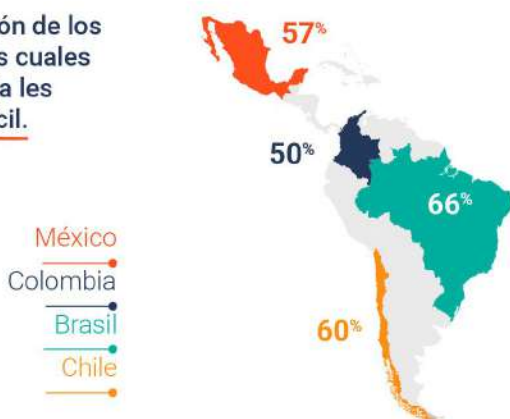 ón de los
s cuales
a les
cil.
57%
50%
66%
60%
México
Colombia
Brasil
Chile